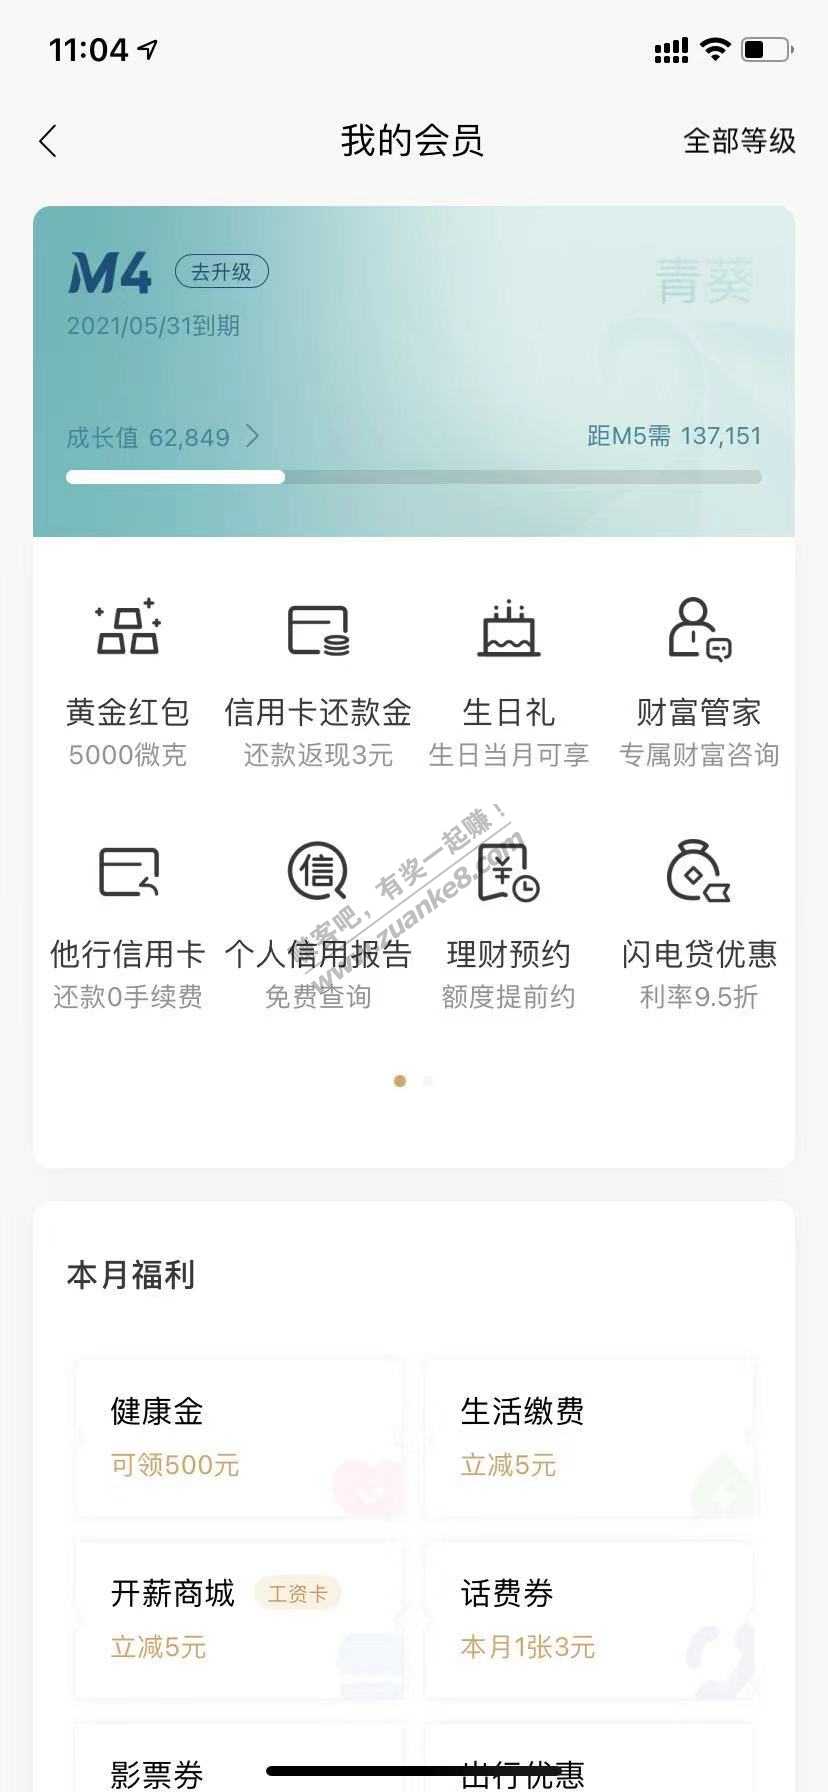 11:04
我的会员
全部等级
M4 去升级
青葵
2021/05/31到期
成长值 62,849
距M5需 137,151
黄金红包 信用卡还款金 生日礼 财富管家
5000微克 还款返现3元 生日当月可享 专属财富咨询
信
¥
他行信用卡 个人信用报告 理财预约 闪电贷优惠
还款0手续费 免费查询 额度提前约 利率9.5折
赚客吧，有奖一起赚！
www.zuanke8.com
本月福利
健康金 生活缴费
可领500元 立减5元
开薪商城 工资卡 话费券
立减5元 本月1张3元
影票券 出行优惠